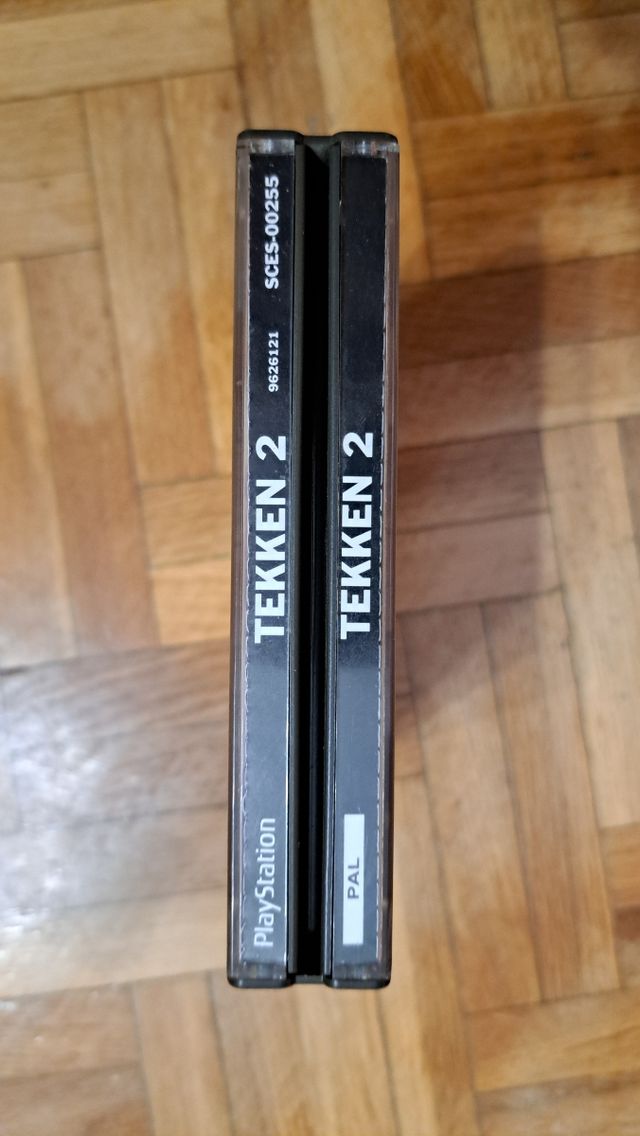 PlayStation TEKKEN 2 9626121 SCES-00255
PAL TEKKEN 2